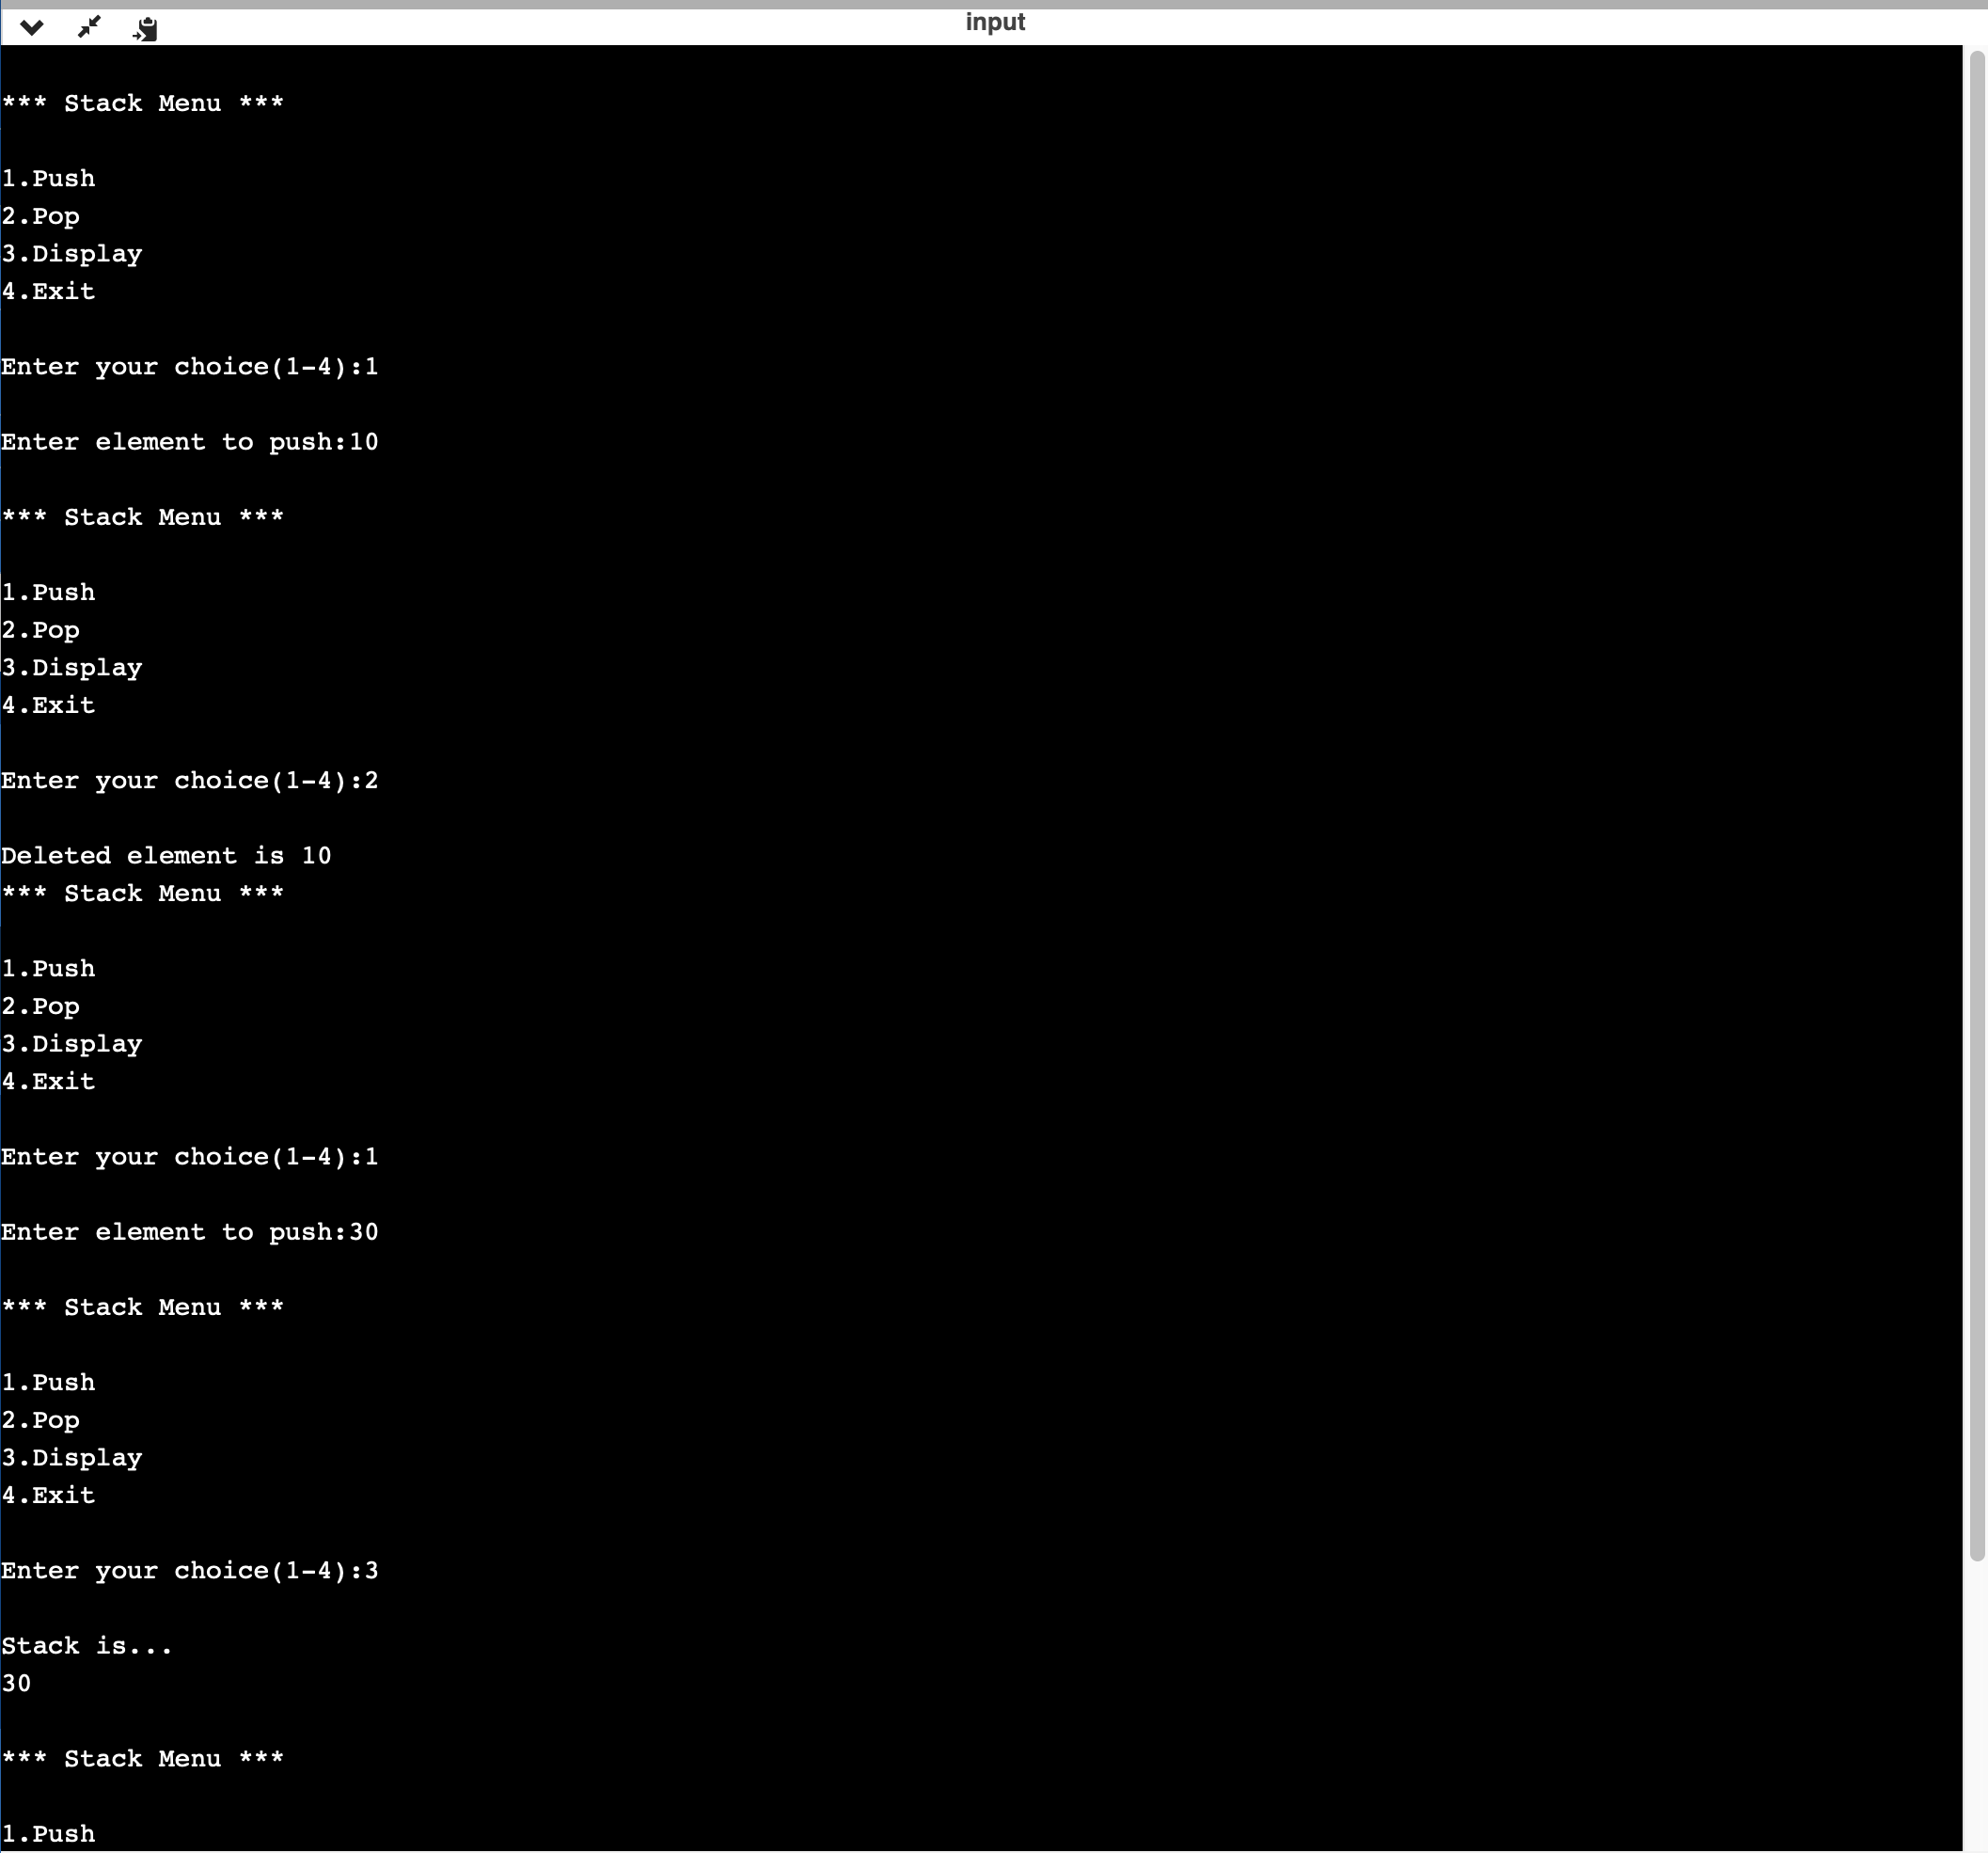 input
*** Stack Menu ***
1.Push
2.Pop
3.Display
4.Exit
Enter your choice(1-4):1
Enter element to push:10
*** Stack Menu ***
1.Push
2.Pop
3.Display
4.Exit
Enter your choice(1-4):2
Deleted element is 10
*** Stack Menu ***
1.Push
2.Pop
3.Display
4.Exit
Enter your choice(1-4):1
Enter element to push:30
*** Stack Menu ***
1.Push
2.Pop
3.Display
4.Exit
Enter your choice(1-4):3
Stack is...
30
*** Stack Menu ***
1.Push